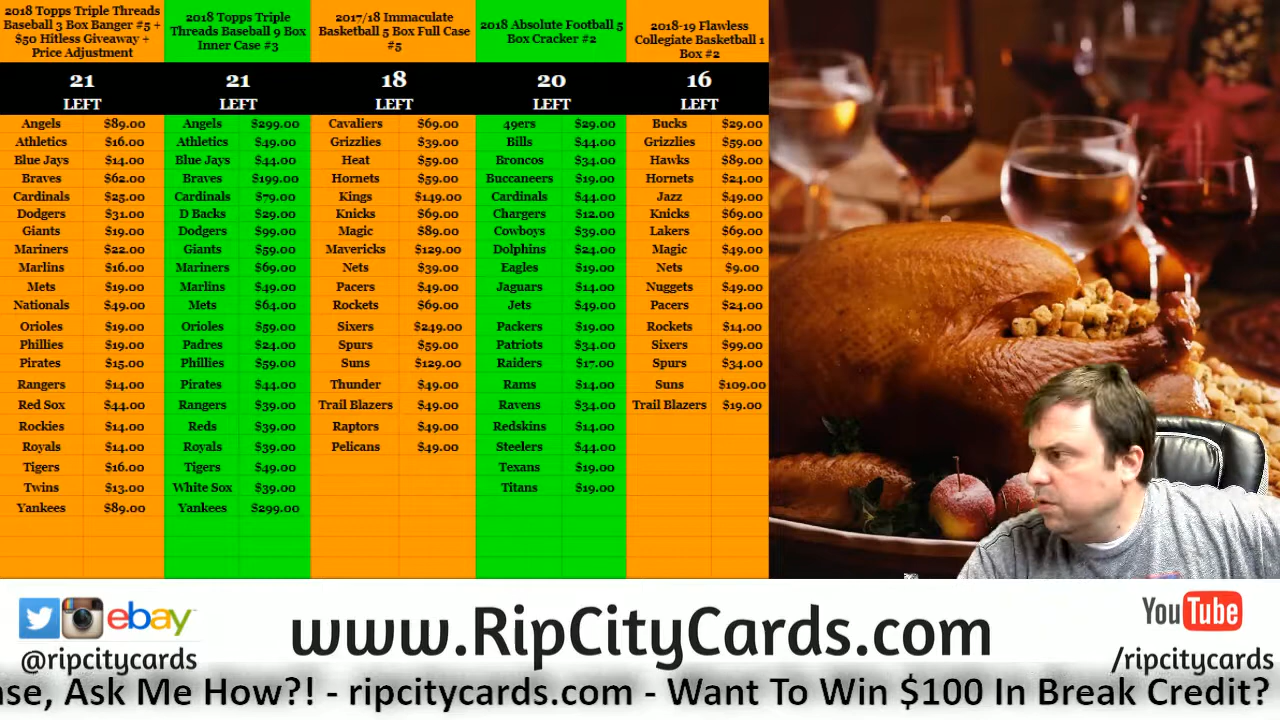 2018 Topps Triple Threads
Baseball 3 Box Banger #5 +
$50 Hitless Giveaway +
Price Adjustment
21
LEFT
Angels $89.00
Athletics $16.00
Blue Jays $14.00
Braves $62.00
Cardinals $25.00
Dodgers $31.00
Giants $19.00
Mariners $22.00
Marlins $16.00
Mets $19.00
Nationals $49.00
Orioles $19.00
Phillies $19.00
Pirates $15.00
Rangers $14.00
Red Sox $44.00
Rockies $14.00
Royals $14.00
Tigers $16.00
Twins $13.00
Yankees $89.00
2018 Topps Triple
Threads Baseball 9 Box
Inner Case #3
21
LEFT
Angels $299.00
Athletics $49.00
Blue Jays $44.00
Braves $199.00
Cardinals $79.00
D Backs $29.00
Dodgers $99.00
Giants $59.00
Mariners $69.00
Marlins $49.00
Mets $64.00
Orioles $59.00
Padres $24.00
Phillies $59.00
Pirates $44.00
Rangers $39.00
Reds $39.00
Royals $39.00
Tigers $49.00
White Sox $39.00
Yankees $299.00
2017/18 Immaculate
Basketball 5 Box Full Case
#5
18
LEFT
Cavaliers $69.00
Grizzlies $39.00
Heat $59.00
Hornets $59.00
Kings $149.00
Knicks $69.00
Magic $89.00
Mavericks $129.00
Nets $39.00
Pacers $49.00
Rockets $69.00
Sixers $249.00
Spurs $59.00
Suns $129.00
Thunder $49.00
Trail Blazers $49.00
Raptors $49.00
Pelicans $49.00
2018 Absolute Football 5
Box Cracker #2
20
LEFT
49ers $29.00
Bills $44.00
Broncos $34.00
Buccaneers $19.00
Cardinals $44.00
Chargers $12.00
Cowboys $39.00
Dolphins $24.00
Eagles $19.00
Jaguars $14.00
Jets $49.00
Packers $19.00
Patriots $34.00
Raiders $17.00
Rams $14.00
Ravens $34.00
Redskins $14.00
Steelers $44.00
Texans $19.00
Titans $19.00
2018-19 Flawless
Collegiate Basketball 1
Box #2
16
LEFT
Bucks $29.00
Grizzlies $59.00
Hawks $89.00
Hornets $24.00
Jazz $49.00
Knicks $69.00
Lakers $69.00
Magic $49.00
Nets $9.00
Nuggets $49.00
Pacers $24.00
Rockets $14.00
Sixers $99.00
Spurs $34.00
Suns $109.00
Trail Blazers $19.00
ebay
@ripcitycards
www.RipCityCards.com
YouTube
/ripcitycards
ase, Ask Me How?! - ripcitycards.com - Want To Win $100 In Break Credit?